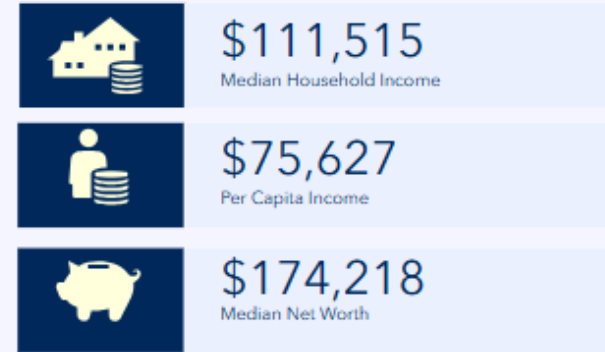 $111,515
Median Household Income
$75,627
Per Capita Income
$174,218
Median Net Worth